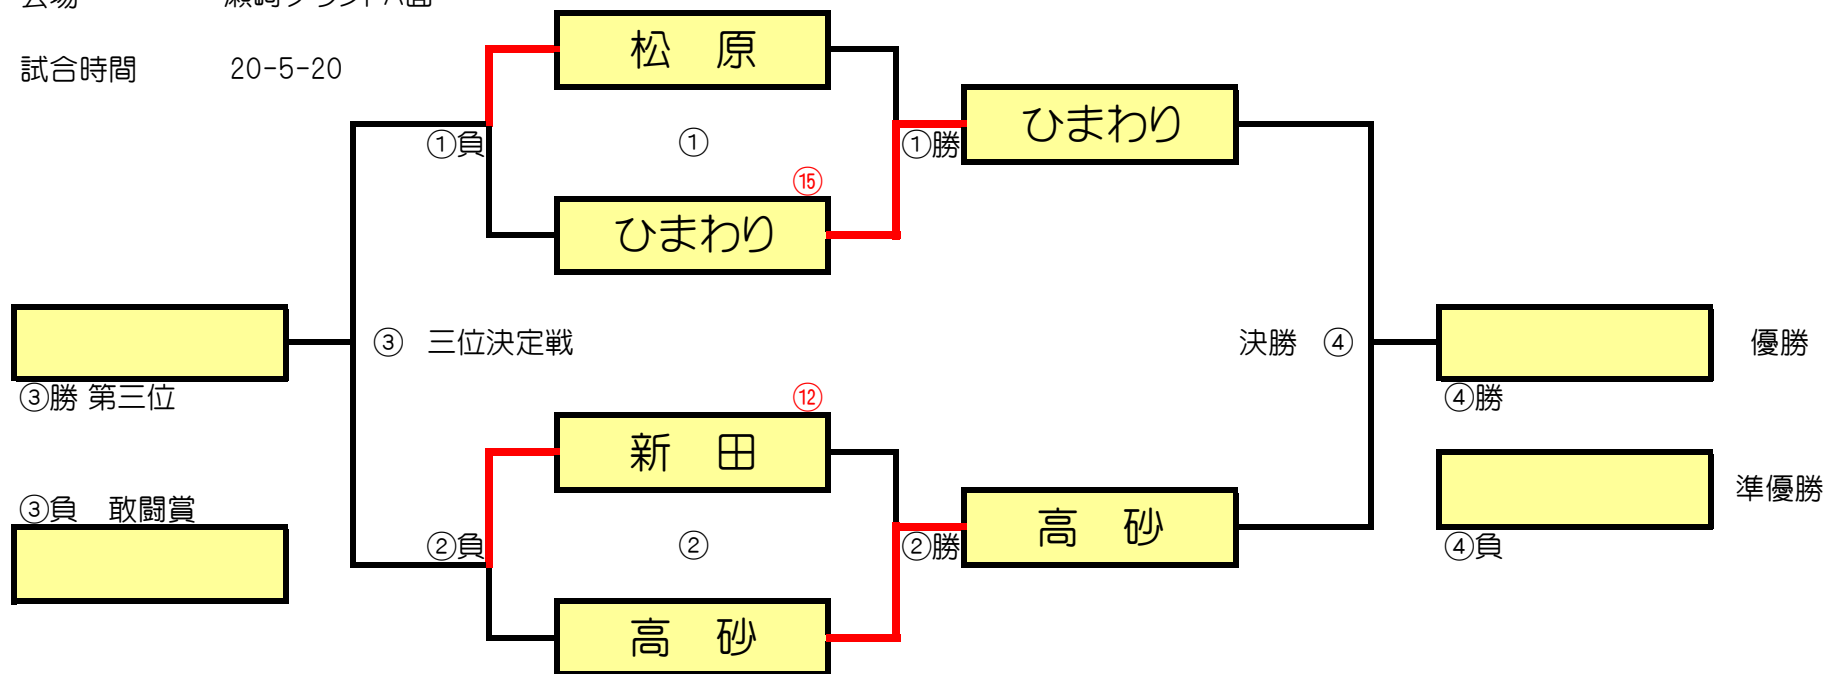 試合時間 20-5-20
松 原
ひまわり
①負
①
①勝
⑮
ひまわり
③ 三位決定戦
決勝 ④
優勝
③勝 第三位
④勝
⑫
新 田
③負 敢闘賞
準優勝
高 砂
②負
②
②勝
④負
高 砂